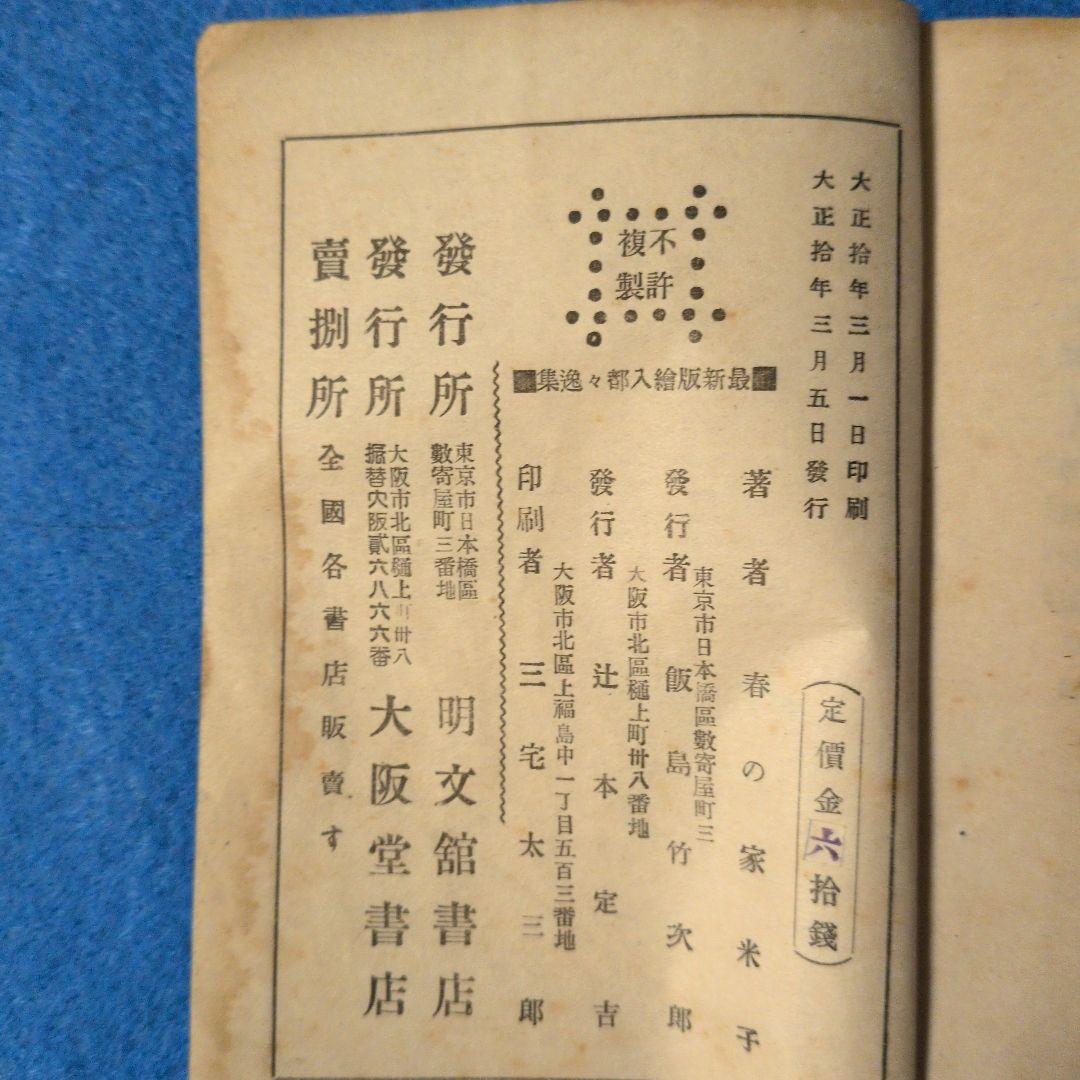 大正拾年三月一日印刷
大正拾年三月五日發行
(定價金六拾錢)
不許
複製
最新版繪入都々逸集
著者 春の家米子
東京市日本橋區數寄屋町三
發行者 飯島竹次郎
大阪市北區樋上町卅八番地
發行者 辻本定吉
大阪市北區上福島中一丁目五百三番地
印刷者 三宅太三郎
發行所 東京市日本橋區
數寄屋町三番地 明文舘書店
發行所 大阪市北區樋上町卅八
振替大阪貳六八六六番 大阪堂書店
賣捌所 全國各書店販賣す